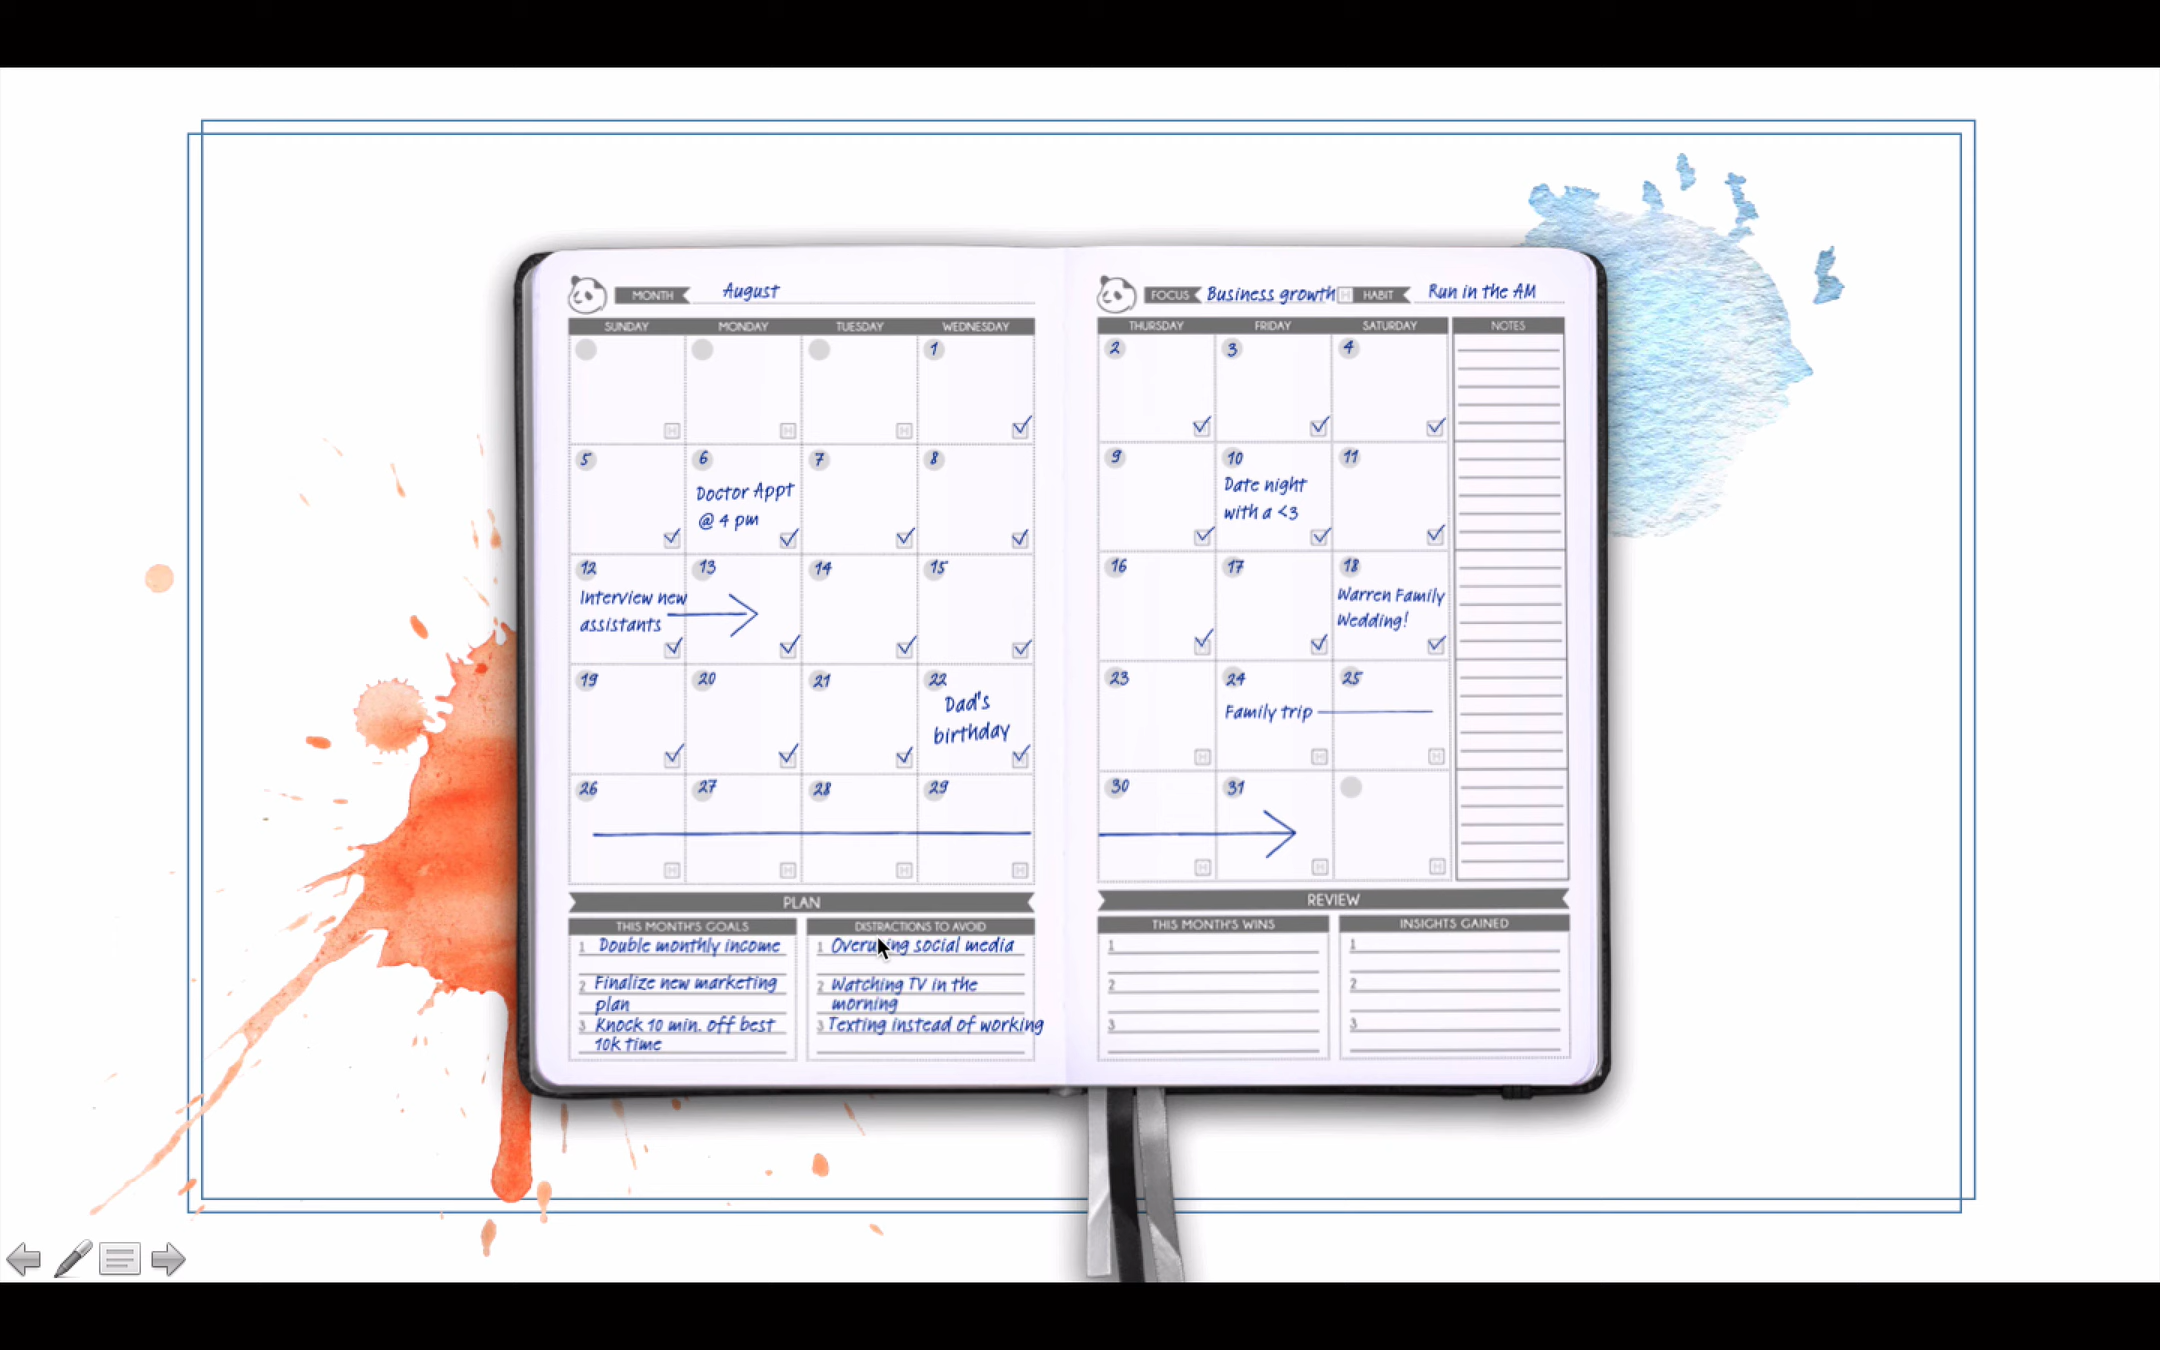 MONTH August
SUNDAY MONDAY TUESDAY WEDNESDAY
1
H H H
5 6 7 8
Doctor Appt
@ 4 pm
12 13 14 15
Interview new
assistants
19 20 21 22
Dad's
birthday
26 27 28 29
H H H H
PLAN
THIS MONTH'S GOALS
1 Double monthly income
2 Finalize new marketing
plan
3 Knock 10 min. off best
10k time
DISTRACTIONS TO AVOID
1 Overusing social media
2 Watching TV in the
morning
3 Texting instead of working
FOCUS Business growth H HABIT Run in the AM
THURSDAY FRIDAY SATURDAY NOTES
2 3 4
9 10 11
Date night
with a <3
16 17 18
Warren Family
Wedding!
23 24 25
Family trip
H H H
30 31
H H H
REVIEW
THIS MONTH'S WINS
1
2
3
INSIGHTS GAINED
1
2
3